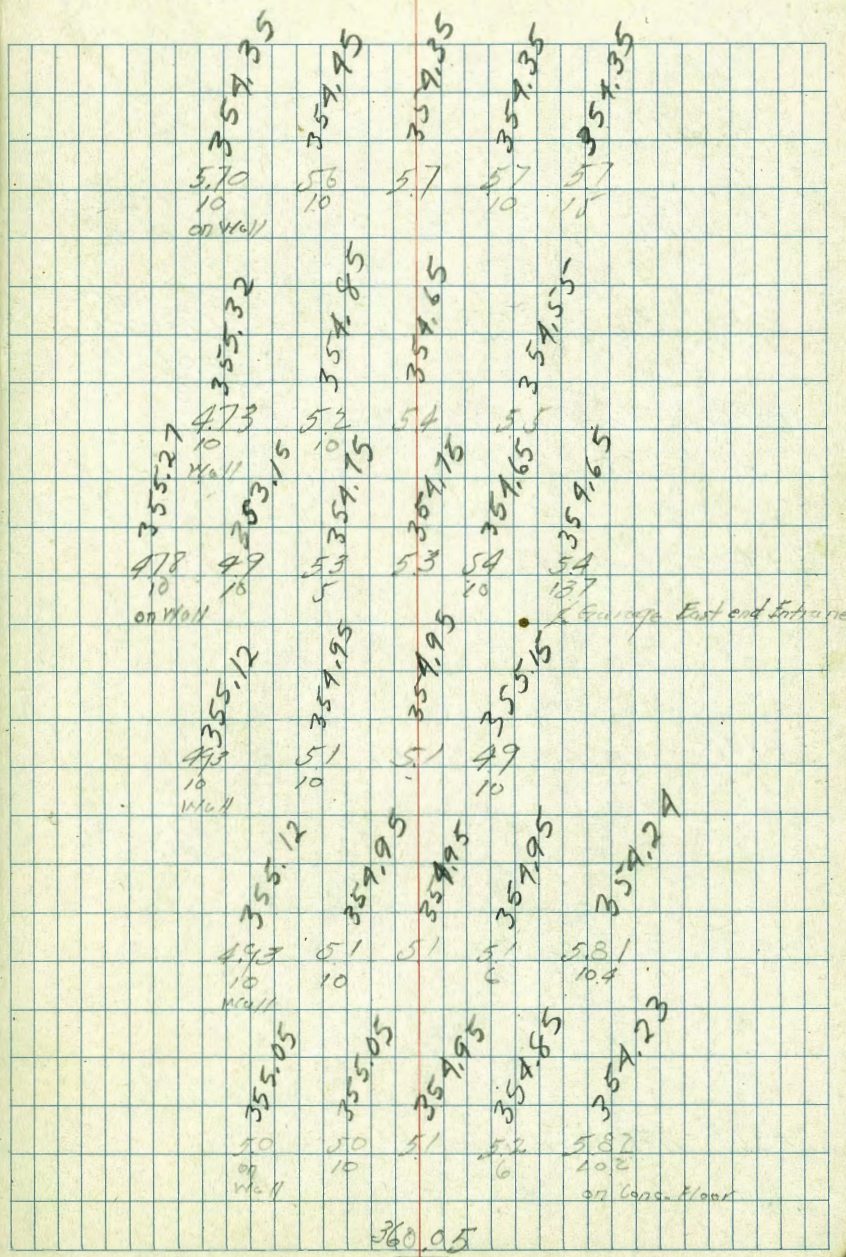 354.35 354.45 354.35 354.35 354.35
5.70 5.6 5.7 5.7 5.7
10 10 10 15
on Wall
355.32 354.85 354.65 354.55
4.73 5.2 5.4 5.5
10 10
Wall
355.27 353.15 354.75 354.75 354.65 354.65
4.78 4.9 5.3 5.3 5.4 5.4
10 10 5 10 13.7
on Wall Garage East end Entrance
355.12 354.95 354.95 355.15
4.93 5.1 5.1 4.9
10 10 10
Wall
355.12 354.95 354.95 354.95 354.24
4.93 5.1 5.1 5.1 5.81
10 10 6 10.4
Wall
355.05 355.05 354.95 354.85 354.23
5.0 5.0 5.1 5.2 5.82
on 10 6 10.2
Wall on Conc. Floor
360.05